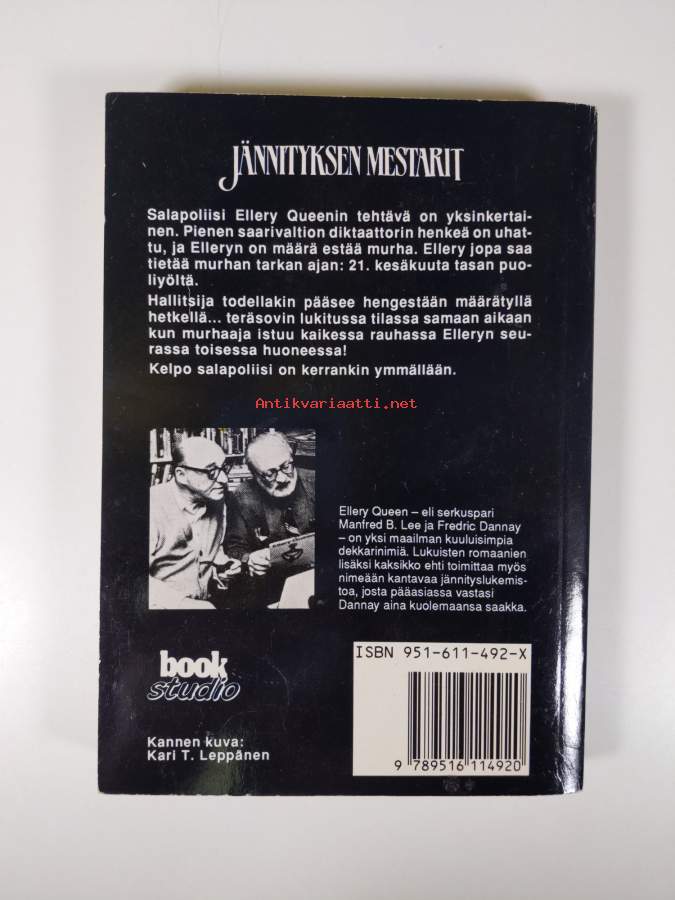 JÄNNITYKSEN MESTARIT
Salapoliisi Ellery Queenin tehtävä on yksinkertai-
nen. Pienen saarivaltion diktaattorin henkeä on uhat-
tu, ja Elleryn on määrä estää murha. Ellery jopa saa
tietää murhan tarkan ajan: 21. kesäkuuta tasan puo-
liyöltä.
Hallitsija todellakin pääsee hengestään määrätyllä
hetkellä... teräsovin lukitussa tilassa samaan aikaan
kun murhaaja istuu kaikessa rauhassa Elleryn seu-
rassa toisessa huoneessa!
Kelpo salapoliisi on kerrankin ymmällään.
Antikvariaatti.net
Ellery Queen – eli serkuspari
Manfred B. Lee ja Fredric Dannay
– on yksi maailman kuuluisimpia
dekkarinimiä. Lukuisten romaanien
lisäksi kaksikko ehti toimittaa myös
nimeään kantavaa jännityslukemis-
toa, josta pääasiassa vastasi
Dannay aina kuolemaansa saakka.
book
studio
Kannen kuva:
Kari T. Leppänen
ISBN 951-611-492-X
9 789516 114920